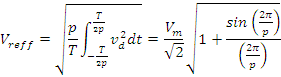 V_{reff} = \sqrt{\frac{p}{T} \int_{-\frac{T}{2p}}^{\frac{T}{2p}} v_d^2 dt} = \frac{V_m}{\sqrt{2}} \sqrt{1 + \frac{sin\left(\frac{2\pi}{p}\right)}{\left(\frac{2\pi}{p}\right)}}